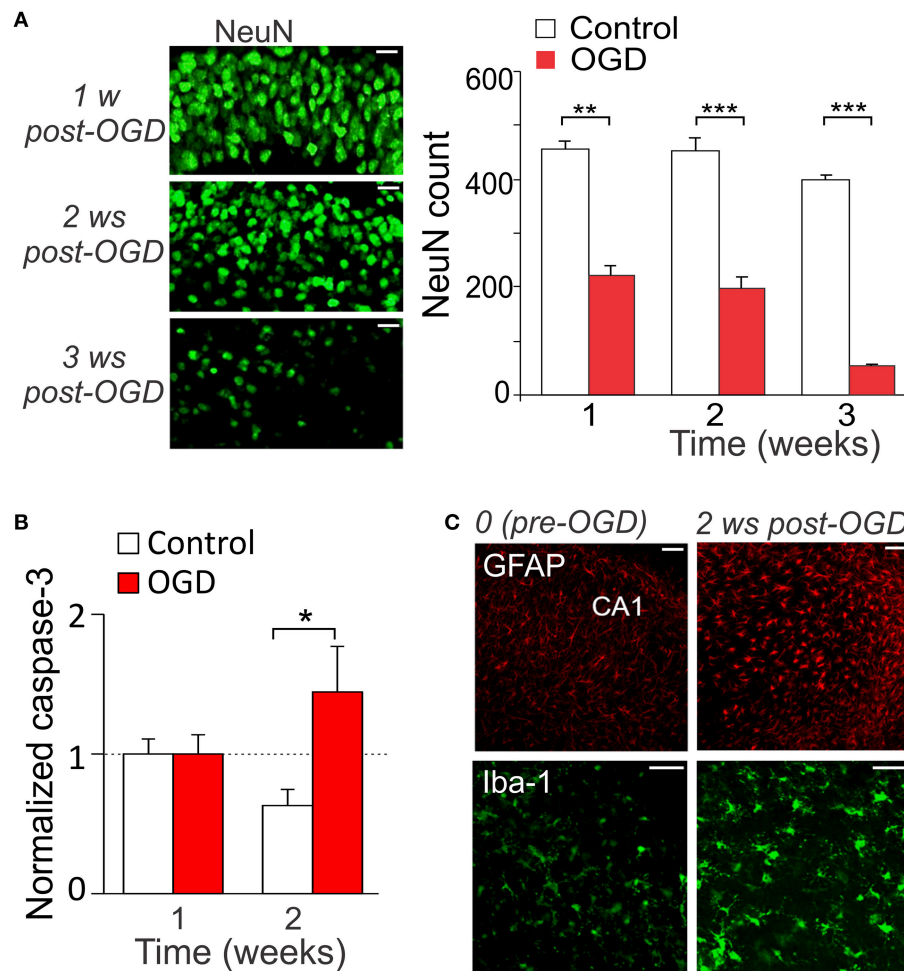 A
NeuN
1 w
post-OGD
2 ws
post-OGD
3 ws
post-OGD
Control
OGD
NeuN count
600
400
200
0
**
***
***
1 2 3
Time (weeks)
B
Control
OGD
Normalized caspase-3
2
1
0
*
1 2
Time (weeks)
C
0 (pre-OGD)
2 ws post-OGD
GFAP
CA1
Iba-1